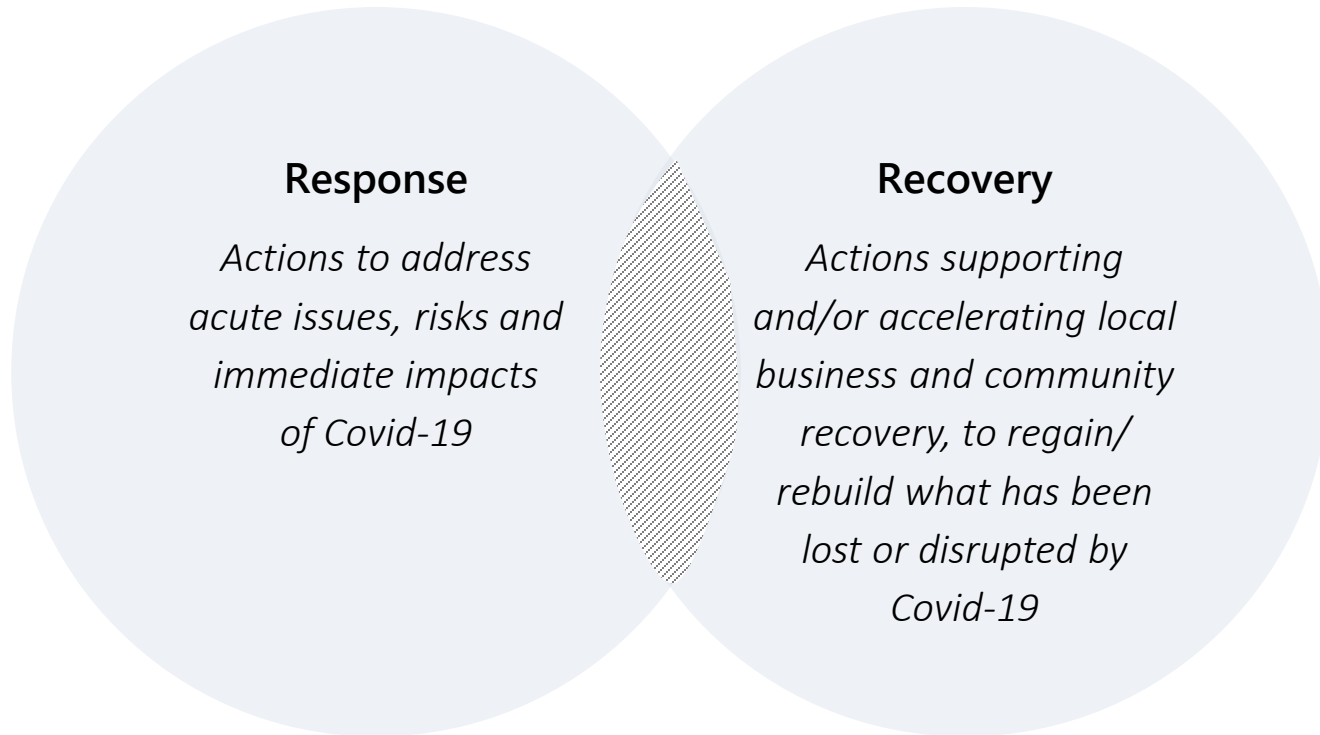 Response
Actions to address
acute issues, risks and
immediate impacts
of Covid-19
Recovery
Actions supporting
and/or accelerating local
business and community
recovery, to regain/
rebuild what has been
lost or disrupted by
Covid-19